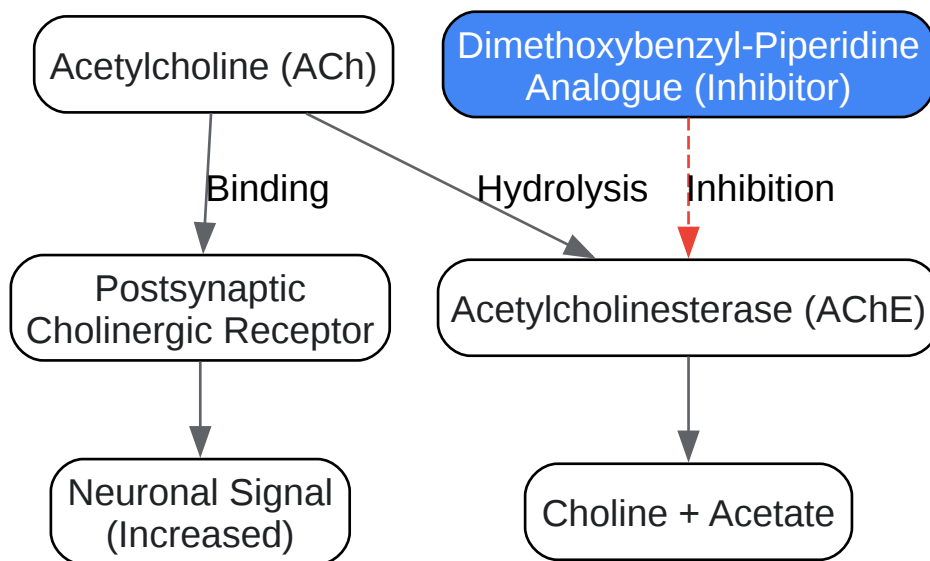 Acetylcholine (ACh)
Dimethoxybenzyl-Piperidine
Analogue (Inhibitor)
Binding
Hydrolysis
Inhibition
Postsynaptic
Cholinergic Receptor
Acetylcholinesterase (AChE)
Neuronal Signal
(Increased)
Choline + Acetate